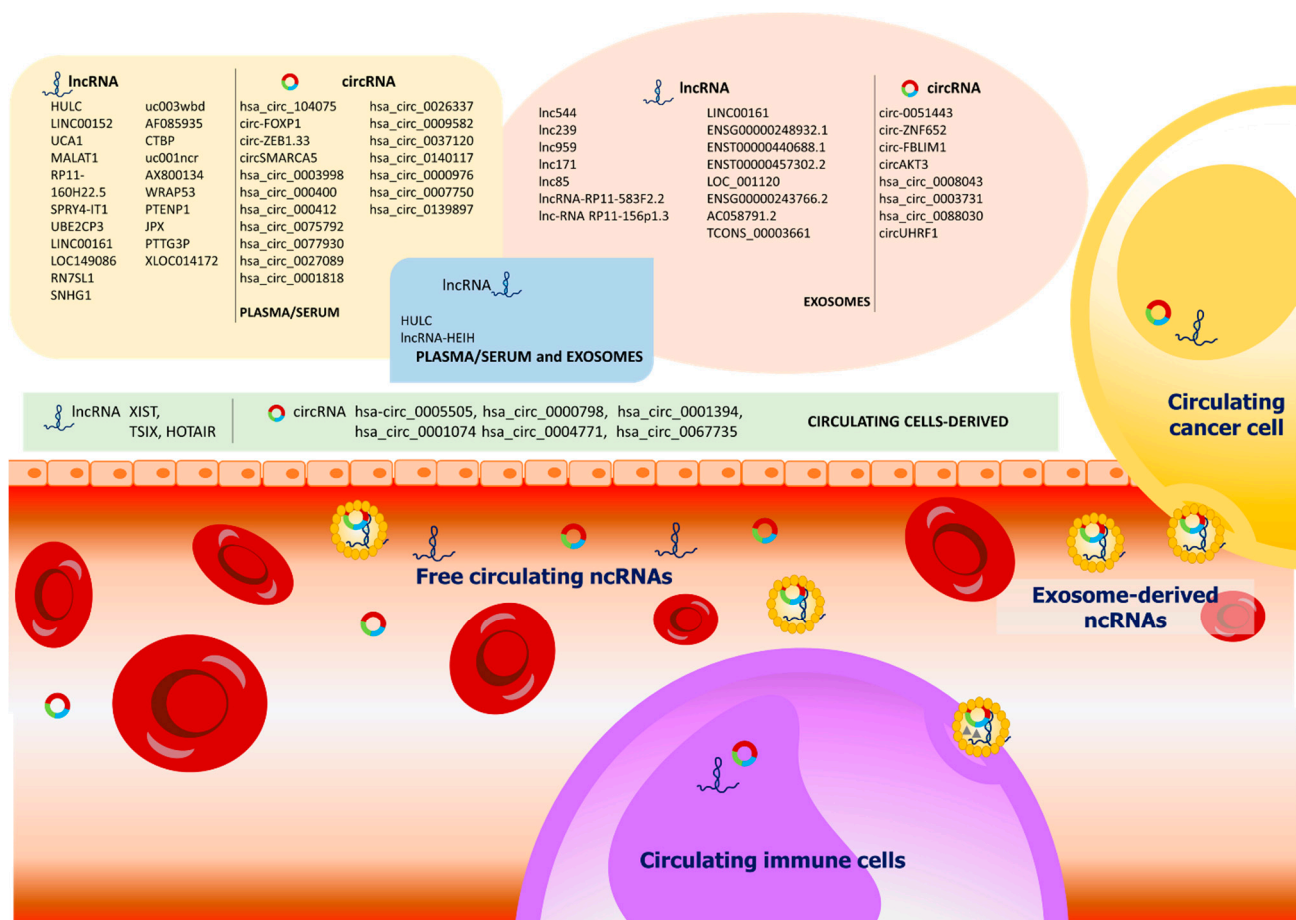 lncRNA
HULC
LINC00152
UCA1
MALAT1
RP11-
160H22.5
SPRY4-IT1
UBE2CP3
LINC00161
LOC149086
RN7SL1
SNHG1
uc003wbd
AF085935
CTBP
uc001ncr
AX800134
WRAP53
PTENP1
JPX
PTTG3P
XLOC014172
circRNA
hsa_circ_104075
circ-FOXP1
circ-ZEB1.33
circSMARCA5
hsa_circ_0003998
hsa_circ_000400
hsa_circ_000412
hsa_circ_0075792
hsa_circ_0077930
hsa_circ_0027089
hsa_circ_0001818
hsa_circ_0026337
hsa_circ_0009582
hsa_circ_0037120
hsa_circ_0140117
hsa_circ_0000976
hsa_circ_0007750
hsa_circ_0139897
PLASMA/SERUM
lncRNA
lnc544
lnc239
lnc959
lnc171
lnc85
lncRNA-RP11-583F2.2
lnc-RNA RP11-156p1.3
LINC00161
ENSG00000248932.1
ENST00000440688.1
ENST00000457302.2
LOC_001120
ENSG00000243766.2
AC058791.2
TCONS_00003661
circRNA
circ-0051443
circ-ZNF652
circ-FBLIM1
circAKT3
hsa_circ_0008043
hsa_circ_0003731
hsa_circ_0088030
circUHRF1
EXOSOMES
lncRNA
HULC
lncRNA-HEIH
PLASMA/SERUM and EXOSOMES
lncRNA XIST,
TSIX, HOTAIR
circRNA hsa-circ_0005505, hsa_circ_0000798, hsa_circ_0001394,
hsa_circ_0001074 hsa_circ_0004771, hsa_circ_0067735
CIRCULATING CELLS-DERIVED
Circulating
cancer cell
Free circulating ncRNAs
Exosome-derived
ncRNAs
Circulating immune cells